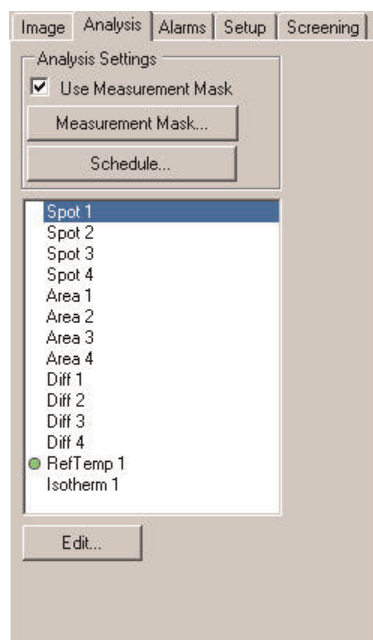 Image Analysis Alarms Setup Screening
Analysis Settings
Use Measurement Mask
Measurement Mask...
Schedule...
Spot 1
Spot 2
Spot 3
Spot 4
Area 1
Area 2
Area 3
Area 4
Diff 1
Diff 2
Diff 3
Diff 4
RefTemp 1
Isotherm 1
Edit...